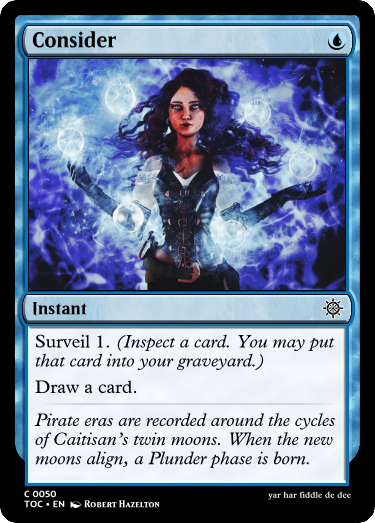 Consider
Instant
Surveil 1. (Inspect a card. You may put
that card into your graveyard.)
Draw a card.
Pirate eras are recorded around the cycles
of Caitisan's twin moons. When the new
moons align, a Plunder phase is born.
C 0050
TOC • EN Robert Hazelton
yar har fiddle de dee